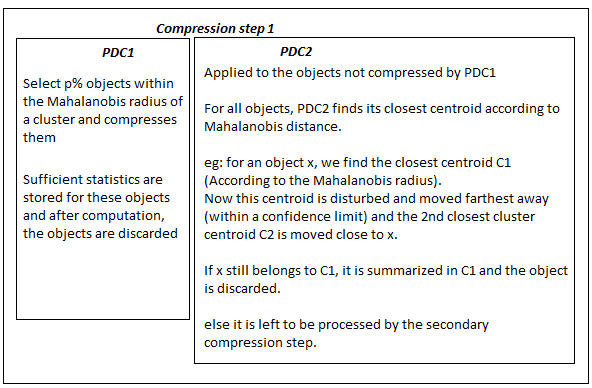 Compression step 1
PDC1
Select p% objects within
the Mahalanobis radius of
a cluster and compresses
them
Sufficient statistics are
stored for these objects
and after computation,
the objects are discarded
PDC2
Applied to the objects not compressed by PDC1
For all objects, PDC2 finds its closest centroid according to
Mahalanobis distance.
eg: for an object x, we find the closest centroid C1
(According to the Mahalanobis radius).
Now this centroid is disturbed and moved farthest away
(within a confidence limit) and the 2nd closest cluster
centroid C2 is moved close to x.
If x still belongs to C1, it is summarized in C1 and the object
is discarded.
else it is left to be processed by the secondary
compression step.